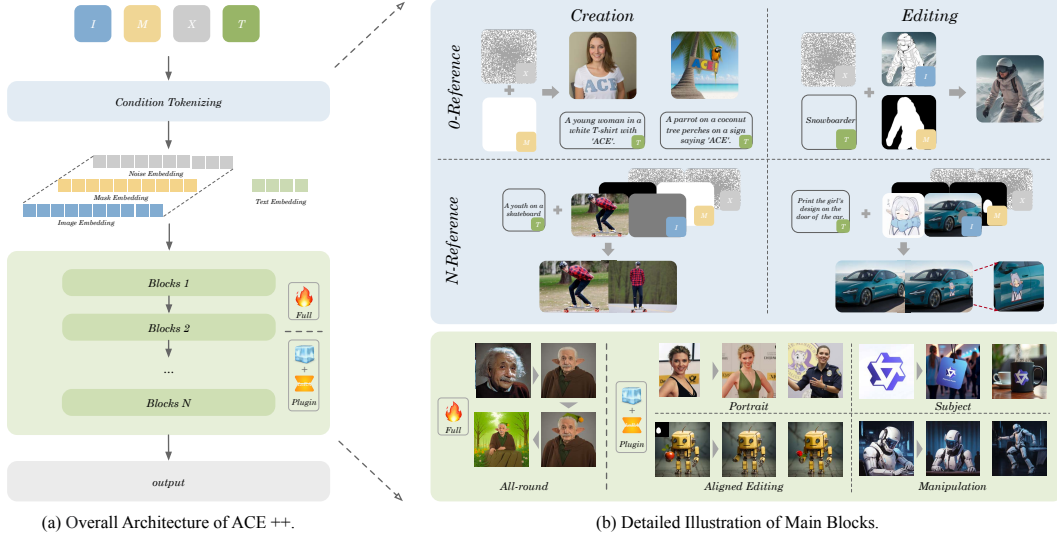 I M X T
Condition Tokenizing
Noise Embedding
Mask Embedding
Image Embedding
Text Embedding
Blocks 1
Blocks 2
...
Blocks N
Full
+
Plugin
output
(a) Overall Architecture of ACE ++.
Creation
Editing
0-Reference
X
+
M
ACE
A young woman in a
white T-shirt with
'ACE'.
T
ACE
A parrot on a coconut
tree perches on a sign
saying 'ACE'.
T
X
+
I
Snowboarder
T
M
N-Reference
A youth on a
skateboard
T
+
I
M
X
Print the girl's
design on the
door of the car.
T
+
I
M
X
Full
All-round
+
Plugin
Portrait
Subject
Aligned Editing
Manipulation
(b) Detailed Illustration of Main Blocks.